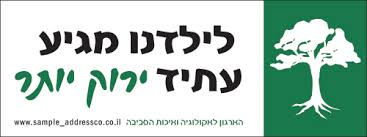 לילדנו מגיע
עתיד ירוק יותר
הארגון לאקולוגיה ואיכות הסביבה www.sample_addressco.co.il